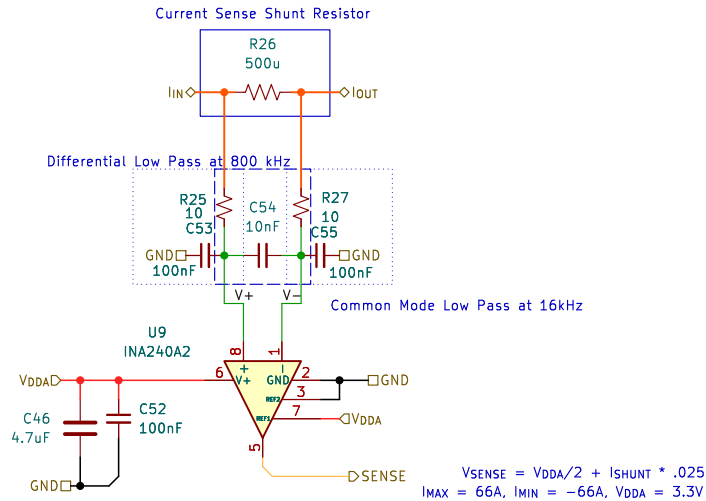 Current Sense Shunt Resistor
R26
500u
IIN
IOUT
Differential Low Pass at 800 kHz
R25
10
C54
10nF
R27
10
C53
C55
GND
100nF
GND
100nF
V+
V-
Common Mode Low Pass at 16kHz
U9
INA240A2
8
1
+
-
VDDA
6
V+
GND
2
GND
REF2
3
REF1
7
VDDA
C46
4.7uF
C52
100nF
5
GND
SENSE
VSENSE = VDDA/2 + ISHUNT * .025
IMAX = 66A, IMIN = -66A, VDDA = 3.3V